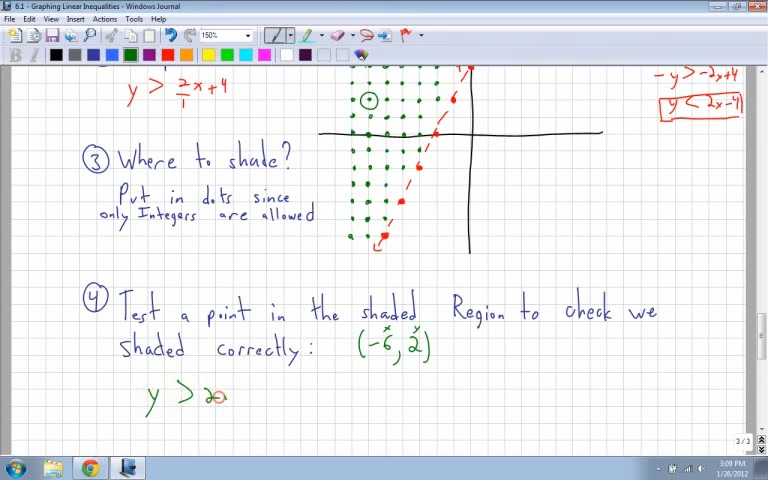 6.1 - Graphing Linear Inequalities - Windows Journal
File Edit View Insert Actions Tools Help
150%
y > 2/1 x + 4
-y > -2x+4
y < 2x-4
③ Where to shade?
Put in dots since
only Integers are allowed
④ Test a point in the shaded Region to check we
x y
shaded correctly: (-6, 2)
y > 2
3 / 3
3:09 PM
1/26/2012